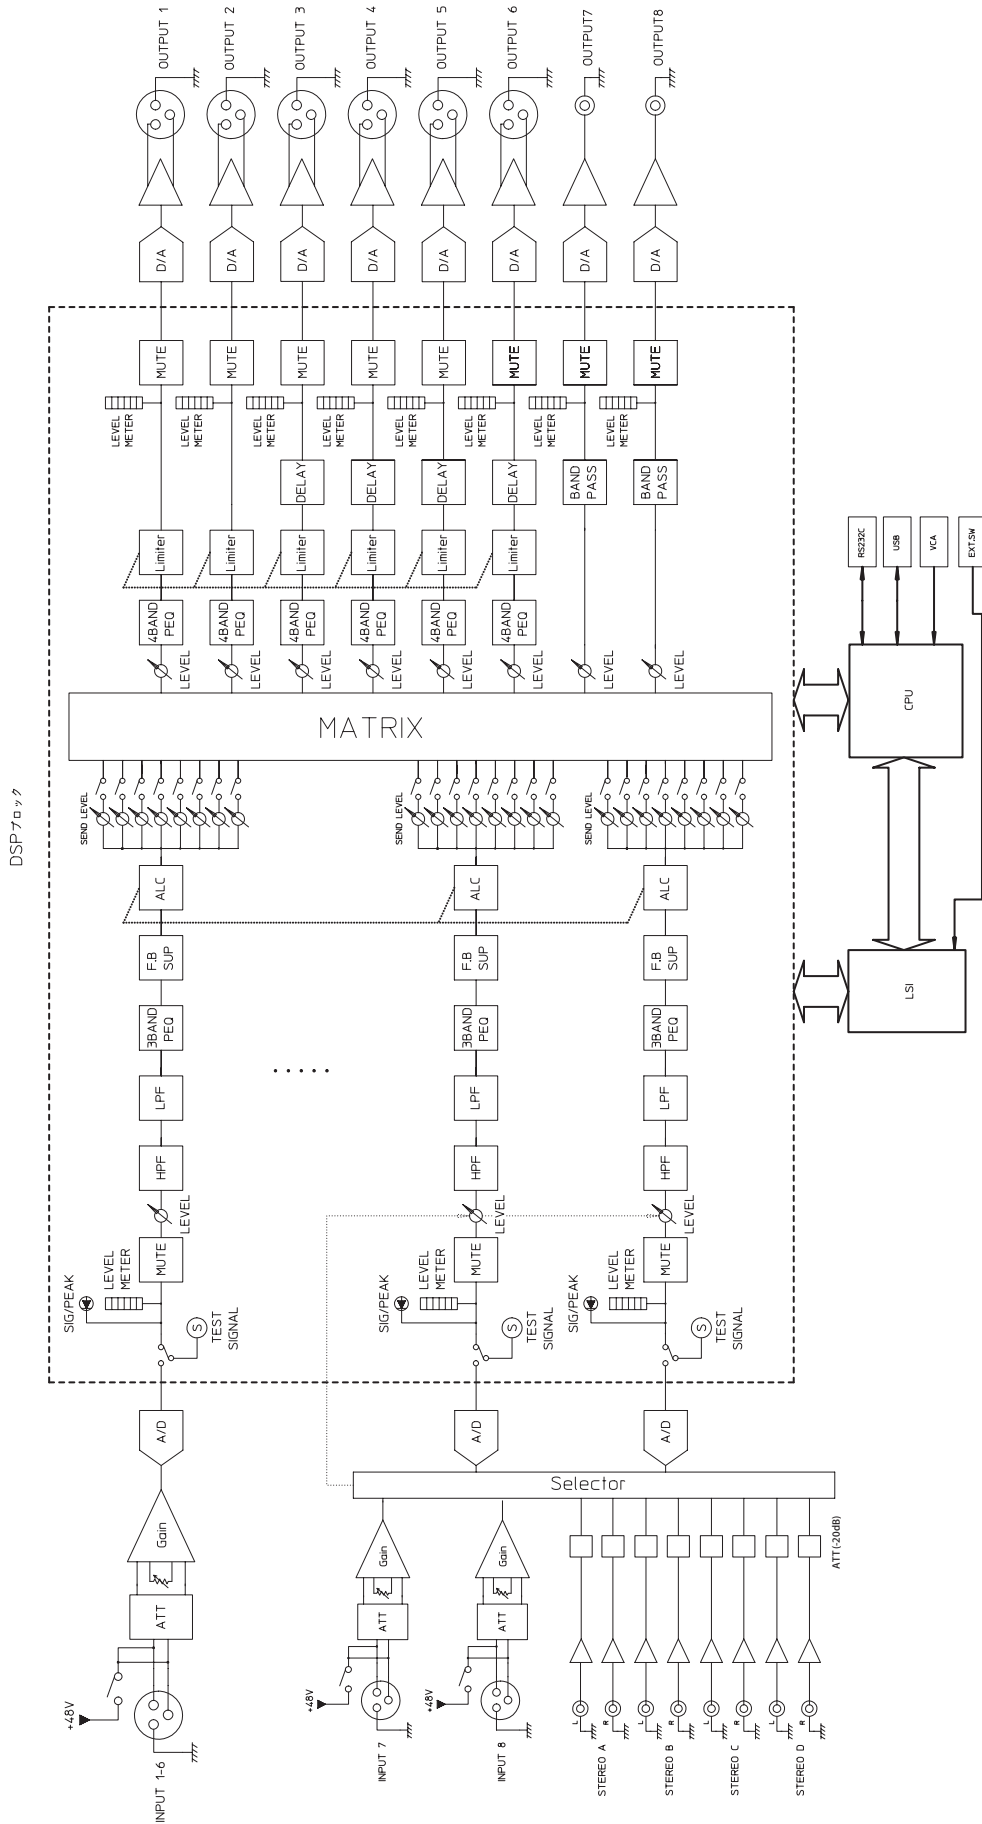 DSPブロック
OUTPUT 1
OUTPUT 2
OUTPUT 3
OUTPUT 4
OUTPUT 5
OUTPUT 6
OUTPUT7
OUTPUT8
D/A
D/A
D/A
D/A
D/A
D/A
D/A
D/A
MUTE
MUTE
MUTE
MUTE
MUTE
MUTE
MUTE
MUTE
LEVEL
METER
LEVEL
METER
LEVEL
METER
LEVEL
METER
LEVEL
METER
LEVEL
METER
LEVEL
METER
LEVEL
METER
DELAY
DELAY
DELAY
DELAY
BAND
PASS
BAND
PASS
Limiter
Limiter
Limiter
Limiter
Limiter
Limiter
4BAND
PEQ
4BAND
PEQ
4BAND
PEQ
4BAND
PEQ
4BAND
PEQ
4BAND
PEQ
LEVEL
LEVEL
LEVEL
LEVEL
LEVEL
LEVEL
LEVEL
LEVEL
MATRIX
SEND LEVEL
SEND LEVEL
SEND LEVEL
ALC
ALC
ALC
F.B
SUP
F.B
SUP
F.B
SUP
3BAND
PEQ
3BAND
PEQ
3BAND
PEQ
.....
LPF
LPF
LPF
HPF
HPF
HPF
LEVEL
LEVEL
LEVEL
MUTE
MUTE
MUTE
SIG/PEAK
LEVEL
METER
SIG/PEAK
LEVEL
METER
SIG/PEAK
LEVEL
METER
S
TEST
SIGNAL
S
TEST
SIGNAL
S
TEST
SIGNAL
A/D
A/D
A/D
Selector
Gain
Gain
Gain
ATT(-20dB)
ATT
ATT
ATT
+48V
+48V
+48V
INPUT 1-6
INPUT 7
INPUT 8
L
R
L
R
L
R
L
R
STEREO A
STEREO B
STEREO C
STEREO D
RS232C
USB
VCA
EXT.SW
CPU
LSI